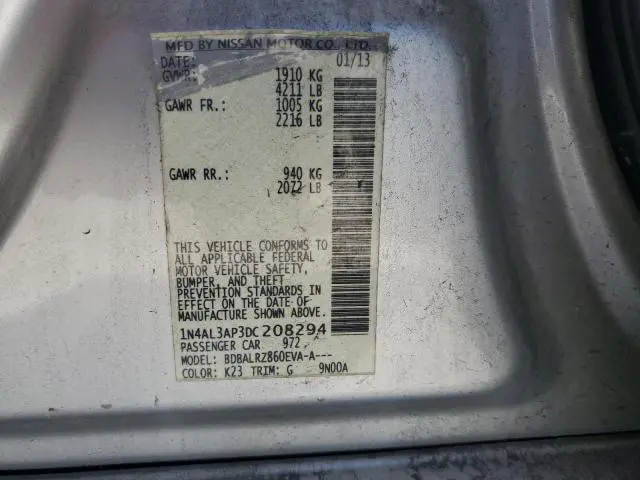 MFD BY NISSAN MOTOR CO., LTD.
DATE: 01/13
GVWR: 1910 KG
4211 LB
GAWR FR.: 1005 KG
2216 LB
GAWR RR.: 940 KG
2072 LB
THIS VEHICLE CONFORMS TO
ALL APPLICABLE FEDERAL
MOTOR VEHICLE SAFETY,
BUMPER, AND THEFT
PREVENTION STANDARDS IN
EFFECT ON THE DATE OF
MANUFACTURE SHOWN ABOVE.
1N4AL3AP3DC208294
PASSENGER CAR 972
MODEL: BDBALRZ860EVA-A---
COLOR: K23 TRIM: G 9N00A